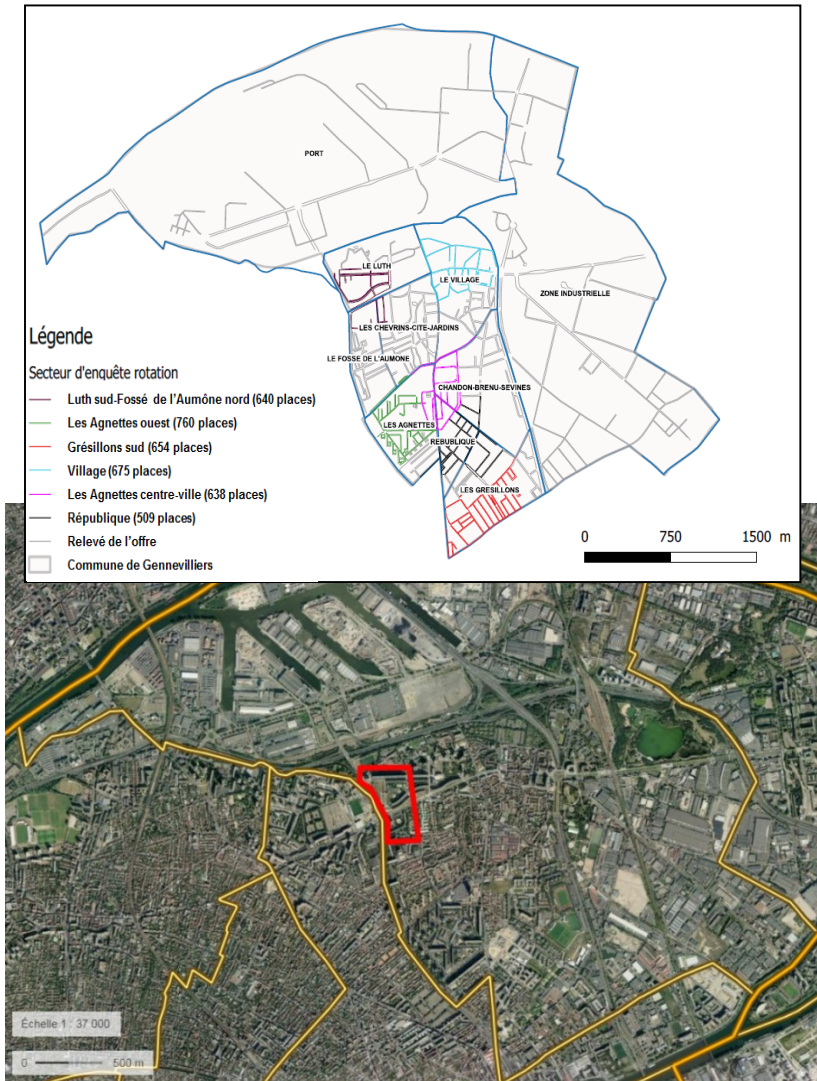 PORT
LE LUTH
LE VILLAGE
ZONE INDUSTRIELLE
LES CHEVRINS-CITE-JARDINS
LE FOSSE DE L'AUMONE
CHANDON-BRENU-SEVINES
LES AGNETTES
REBUBLIQUE
LES GRESILLONS
Légende
Secteur d'enquête rotation
Luth sud-Fossé de l'Aumône nord (640 places)
Les Agnettes ouest (760 places)
Grésillons sud (654 places)
Village (675 places)
Les Agnettes centre-ville (638 places)
République (509 places)
Relevé de l'offre
Commune de Gennevilliers
0 750 1500 m
Échelle 1 : 37 000
0 500 m